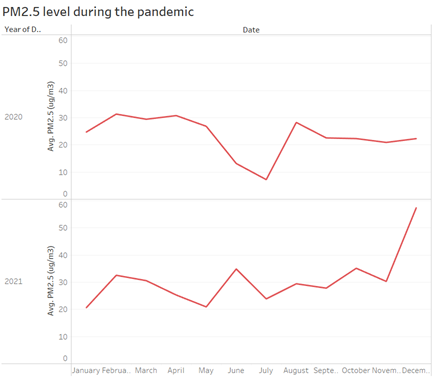 PM2.5 level during the pandemic
Year of D..
Date
2020
Avg. PM2.5 (ug/m3)
60
50
40
30
20
10
0
2021
Avg. PM2.5 (ug/m3)
60
50
40
30
20
10
0
January Februa.. March April May June July August Septe.. October Novem.. Decem..